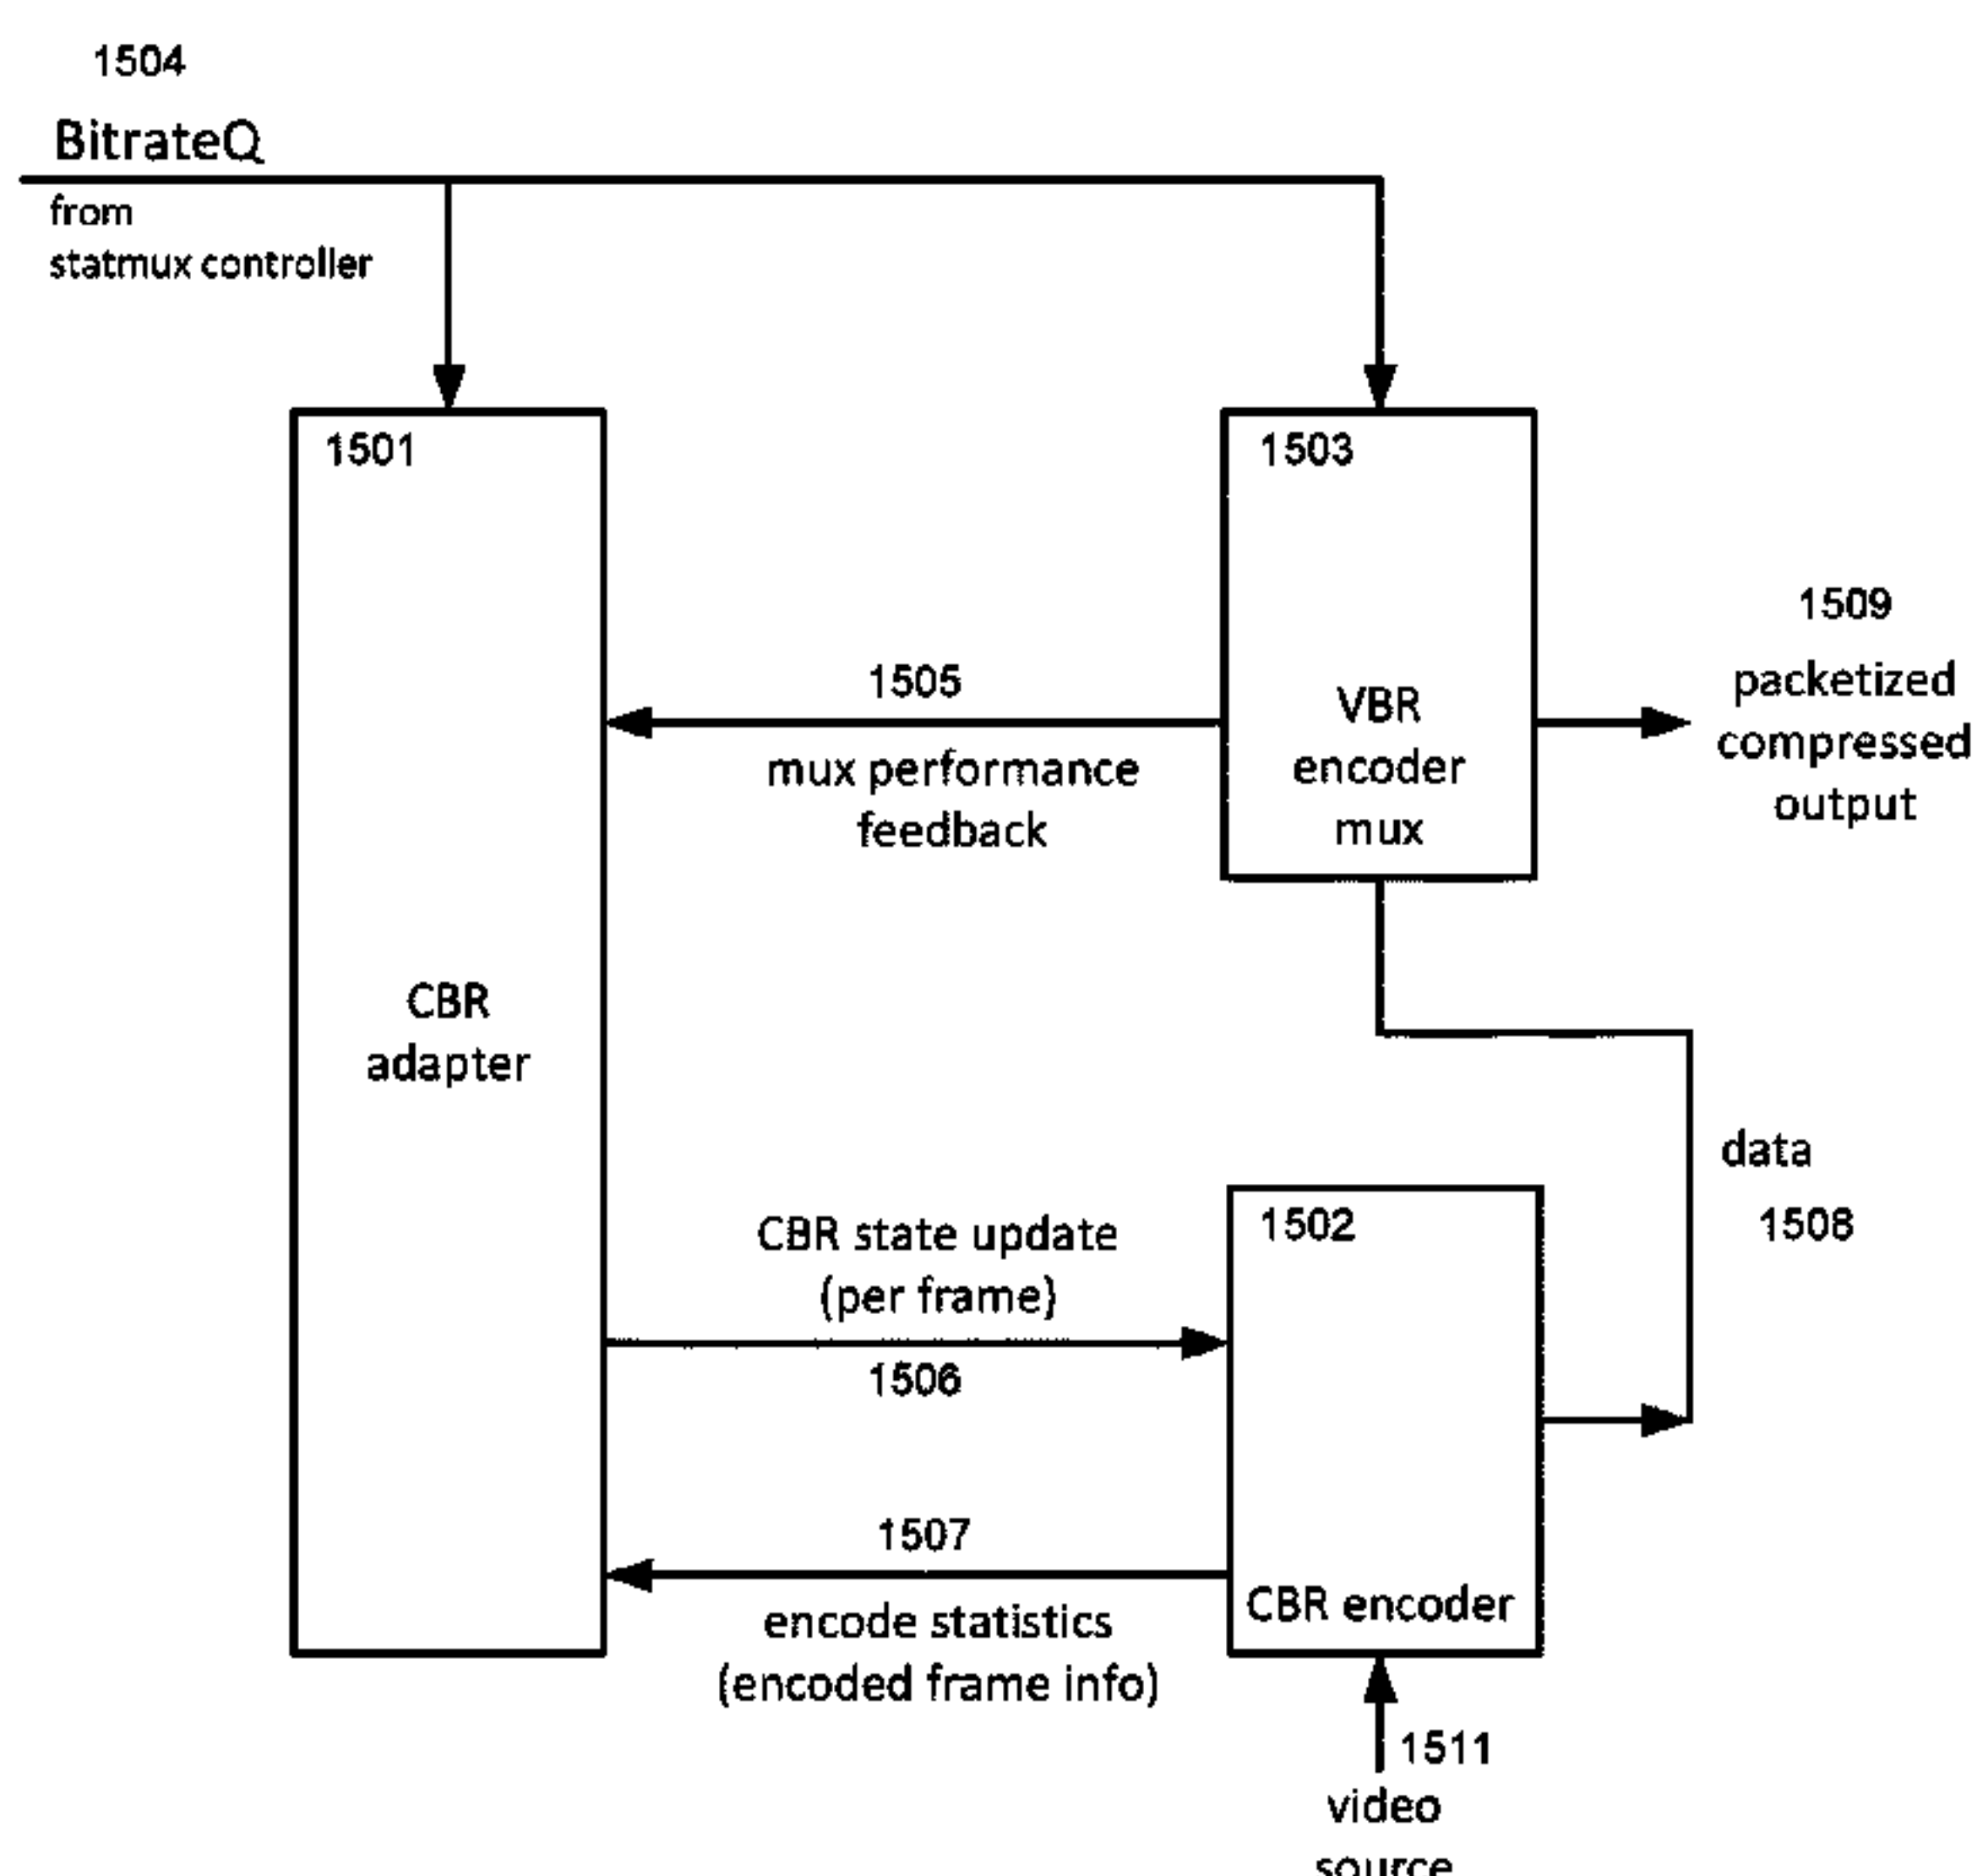 1504
BitrateQ
from
statmux controller
1501
1503
1505
mux performance
feedback
VBR
encoder
mux
1509
packetized
compressed
output
CBR
adapter
data
1508
CBR state update
(per frame)
1506
1502
1507
encode statistics
(encoded frame info)
CBR encoder
1511
video
source